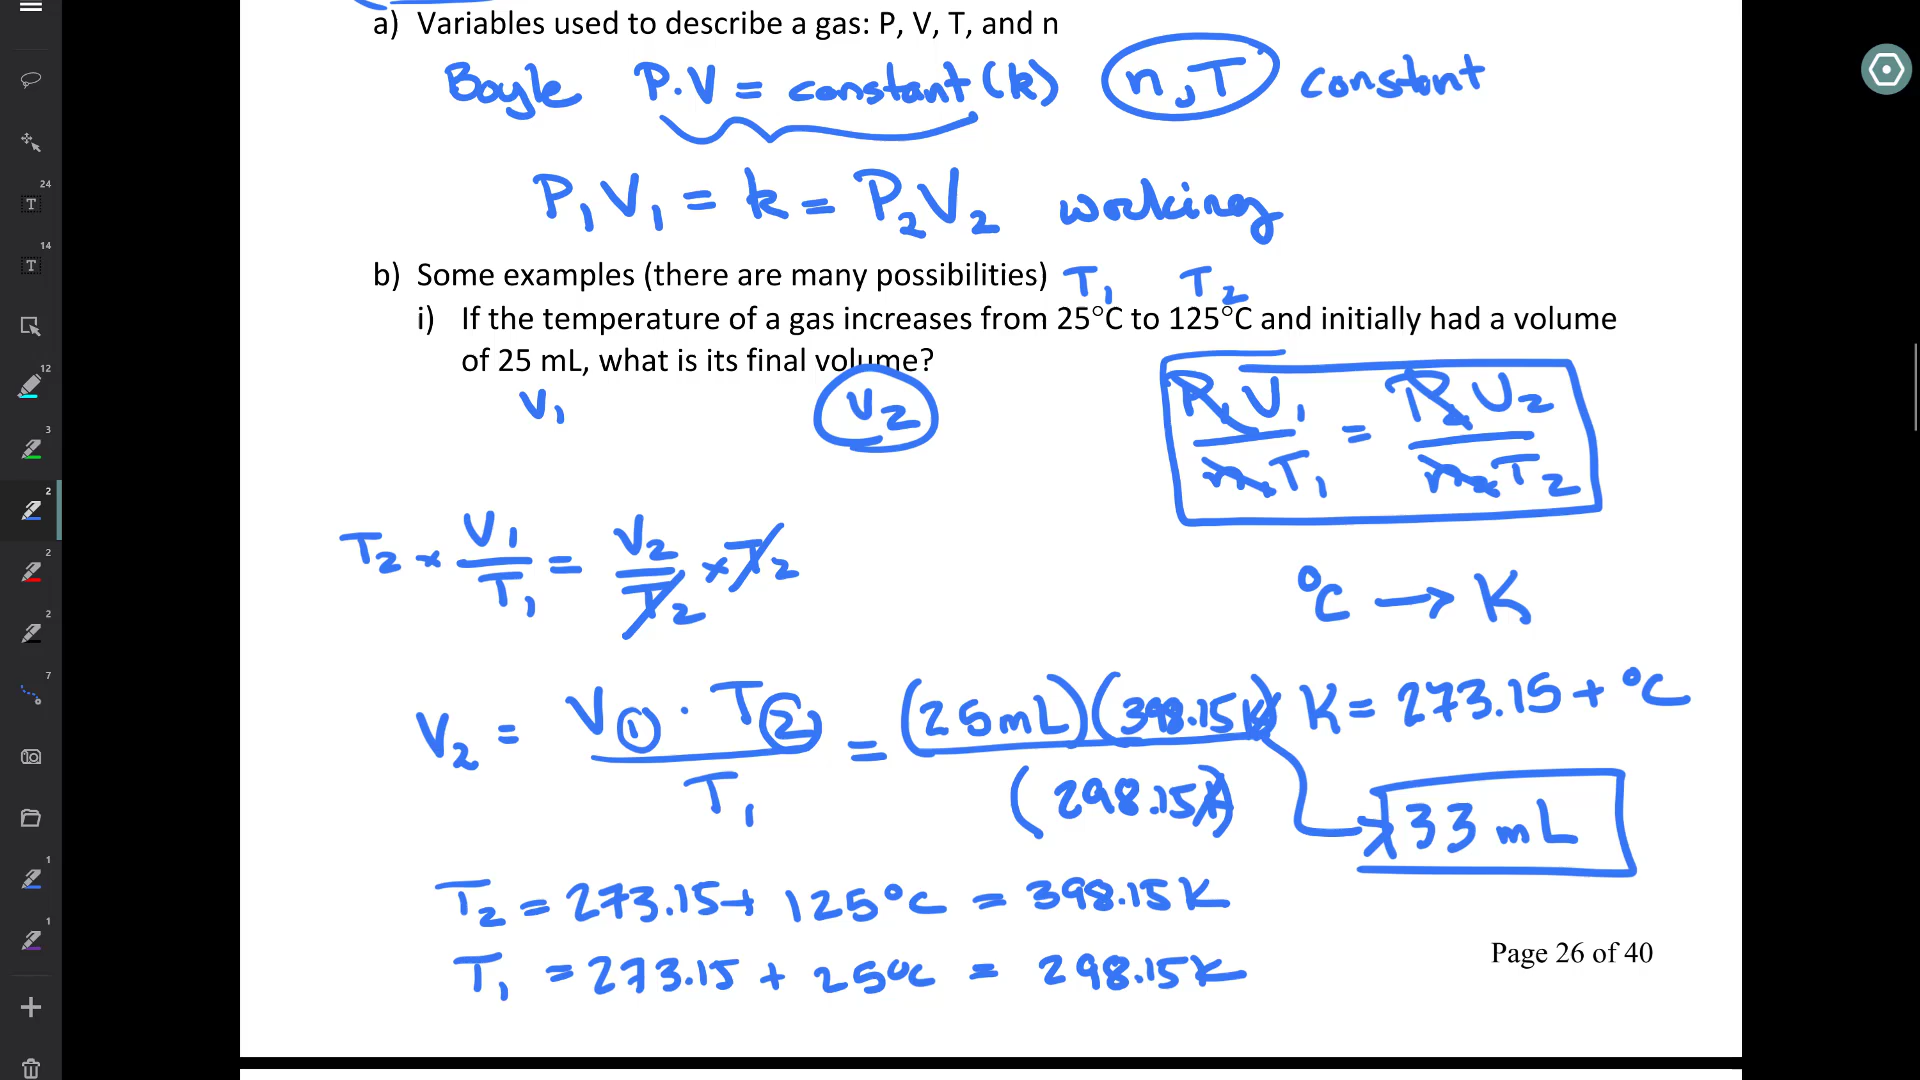 a) Variables used to describe a gas: P, V, T, and n
Boyle P.V = constant (k) n, T constant
P₁V₁ = k = P₂V₂ working
b) Some examples (there are many possibilities) T₁ T₂
i) If the temperature of a gas increases from 25°C to 125°C and initially had a volume
of 25 mL, what is its final volume?
V₁ V₂
P₁V₁/n₁T₁ = P₂V₂/n₂T₂
T₂ × V₁/T₁ = V₂/T₂ × T₂
°C → K
V₂ = V₁ · T₂ / T₁ = (25 mL)(398.15K) / (298.15K)
K = 273.15 + °C
33 mL
T₂ = 273.15 + 125°C = 398.15K
T₁ = 273.15 + 25°C = 298.15K
Page 26 of 40
24
T
14
T
12
3
2
2
2
7
1
1